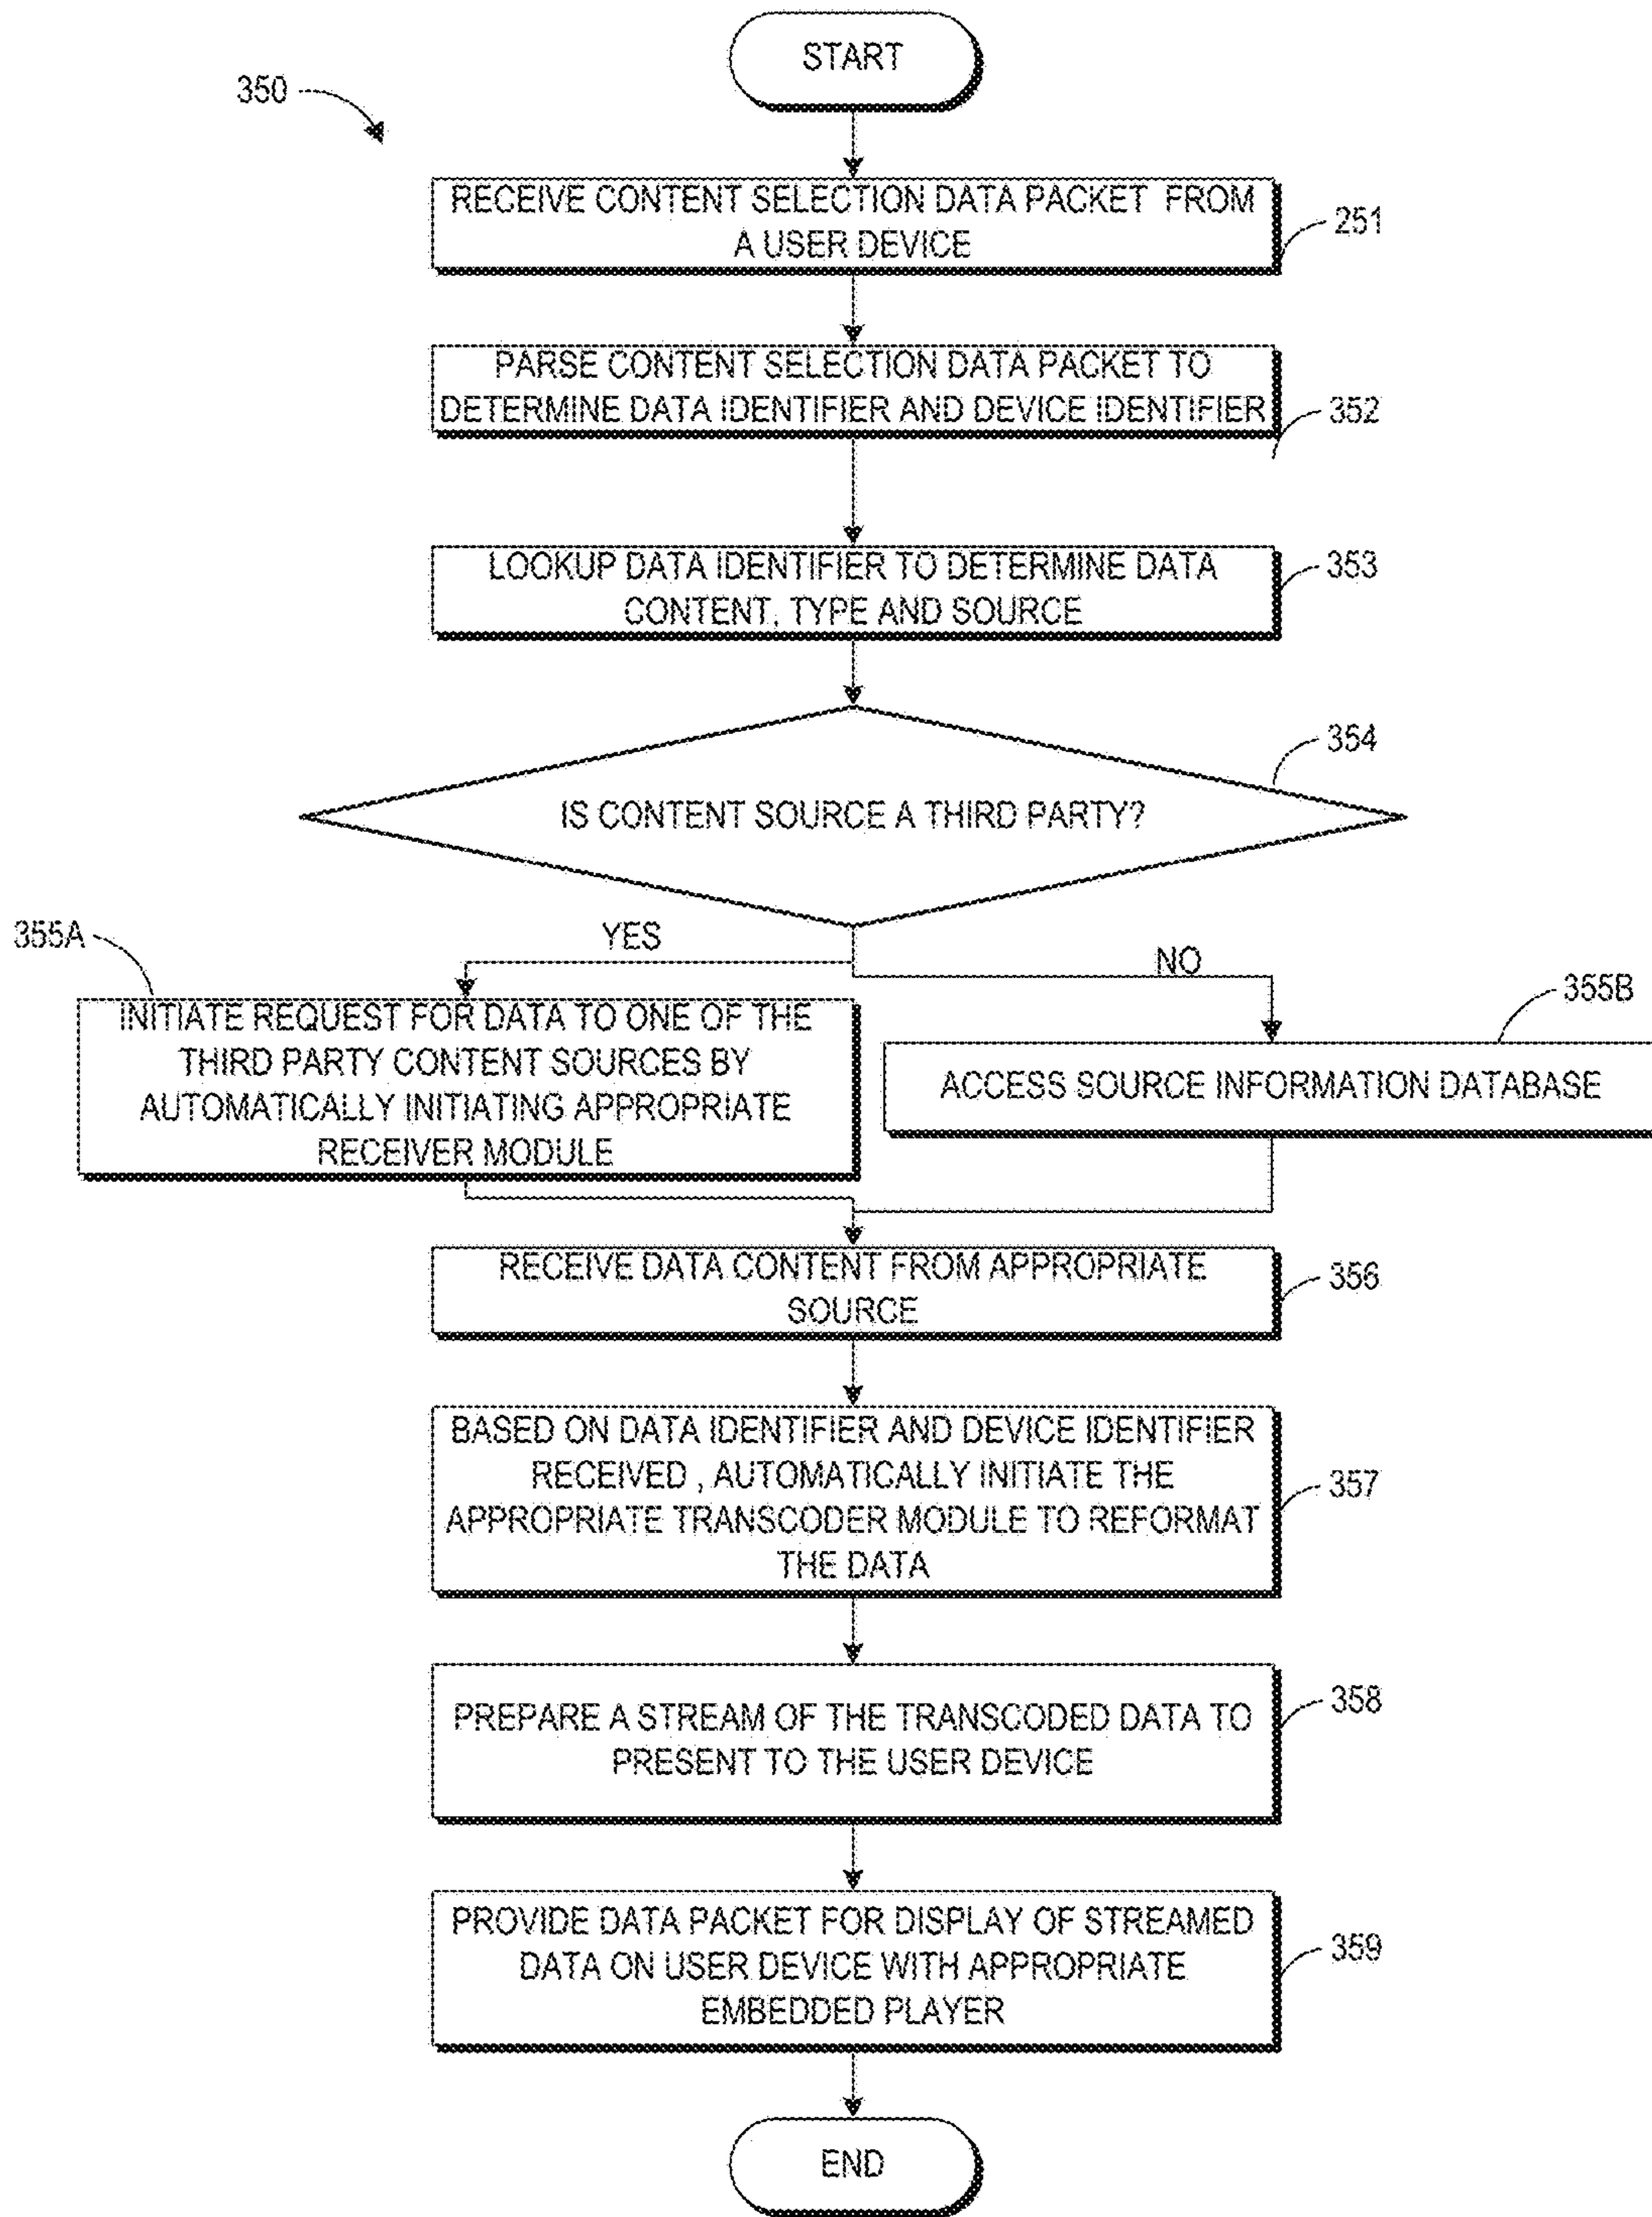 START
350
RECEIVE CONTENT SELECTION DATA PACKET FROM
A USER DEVICE
251
PARSE CONTENT SELECTION DATA PACKET TO
DETERMINE DATA IDENTIFIER AND DEVICE IDENTIFIER
352
LOOKUP DATA IDENTIFIER TO DETERMINE DATA
CONTENT, TYPE AND SOURCE
353
354
IS CONTENT SOURCE A THIRD PARTY?
355A
YES
NO
355B
INITIATE REQUEST FOR DATA TO ONE OF THE
THIRD PARTY CONTENT SOURCES BY
AUTOMATICALLY INITIATING APPROPRIATE
RECEIVER MODULE
ACCESS SOURCE INFORMATION DATABASE
RECEIVE DATA CONTENT FROM APPROPRIATE
SOURCE
356
BASED ON DATA IDENTIFIER AND DEVICE IDENTIFIER
RECEIVED , AUTOMATICALLY INITIATE THE
APPROPRIATE TRANSCODER MODULE TO REFORMAT
THE DATA
357
PREPARE A STREAM OF THE TRANSCODED DATA TO
PRESENT TO THE USER DEVICE
358
PROVIDE DATA PACKET FOR DISPLAY OF STREAMED
DATA ON USER DEVICE WITH APPROPRIATE
EMBEDDED PLAYER
359
END